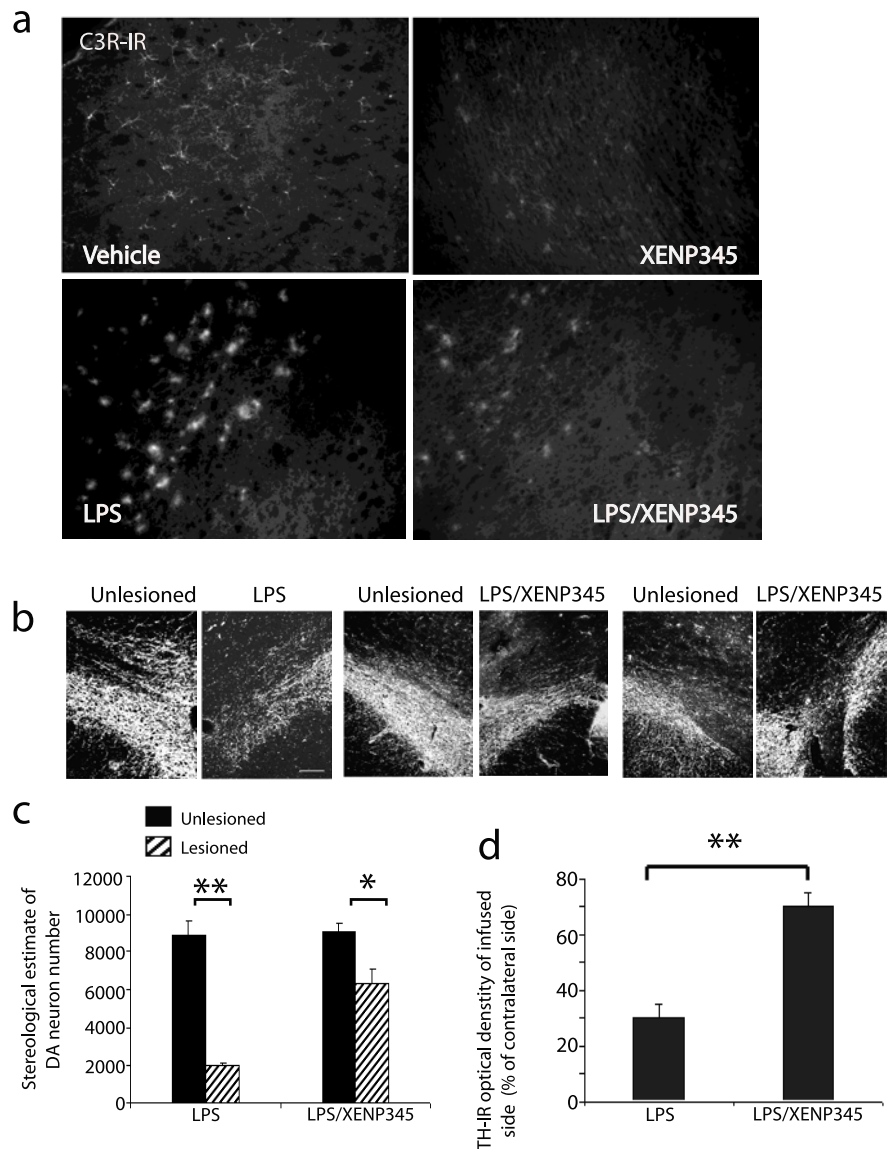 a
C3R-IR
Vehicle
XENP345
LPS
LPS/XENP345
b
Unlesioned
LPS
Unlesioned
LPS/XENP345
Unlesioned
LPS/XENP345
c
Unlesioned
Lesioned
Stereological estimate of
DA neuron number
12000
10000
8000
6000
4000
2000
0
**
*
LPS
LPS/XENP345
d
**
TH-IR optical denstity of infused
side (% of contralateral side)
80
60
40
20
0
LPS
LPS/XENP345